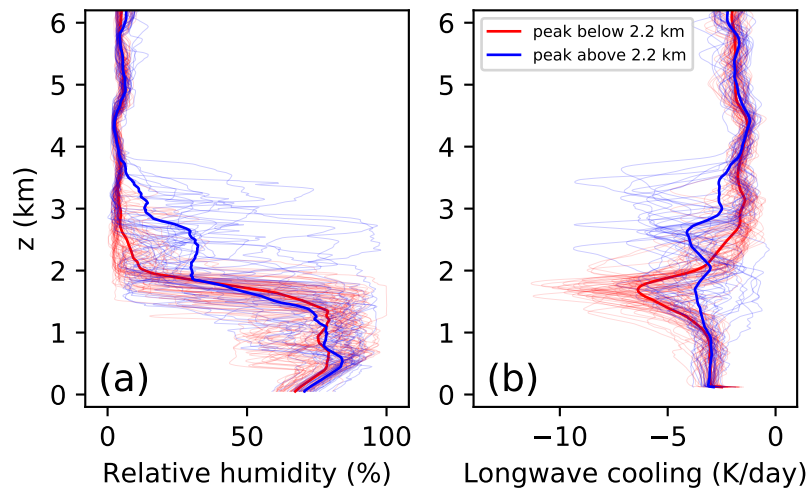 6
5
4
3
2
1
0
z (km)
(a)
0
50
100
Relative humidity (%)
6
5
4
3
2
1
0
peak below 2.2 km
peak above 2.2 km
(b)
−10
−5
0
Longwave cooling (K/day)